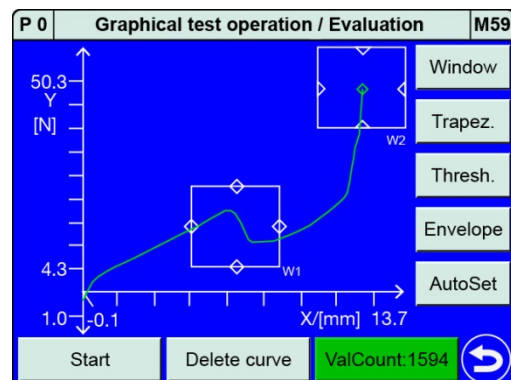 P 0 Graphical test operation / Evaluation M59
50.3
Y
[N]
4.3
1.0
-0.1
X/[mm] 13.7
W1
W2
Window
Trapez.
Thresh.
Envelope
AutoSet
Start Delete curve ValCount:1594